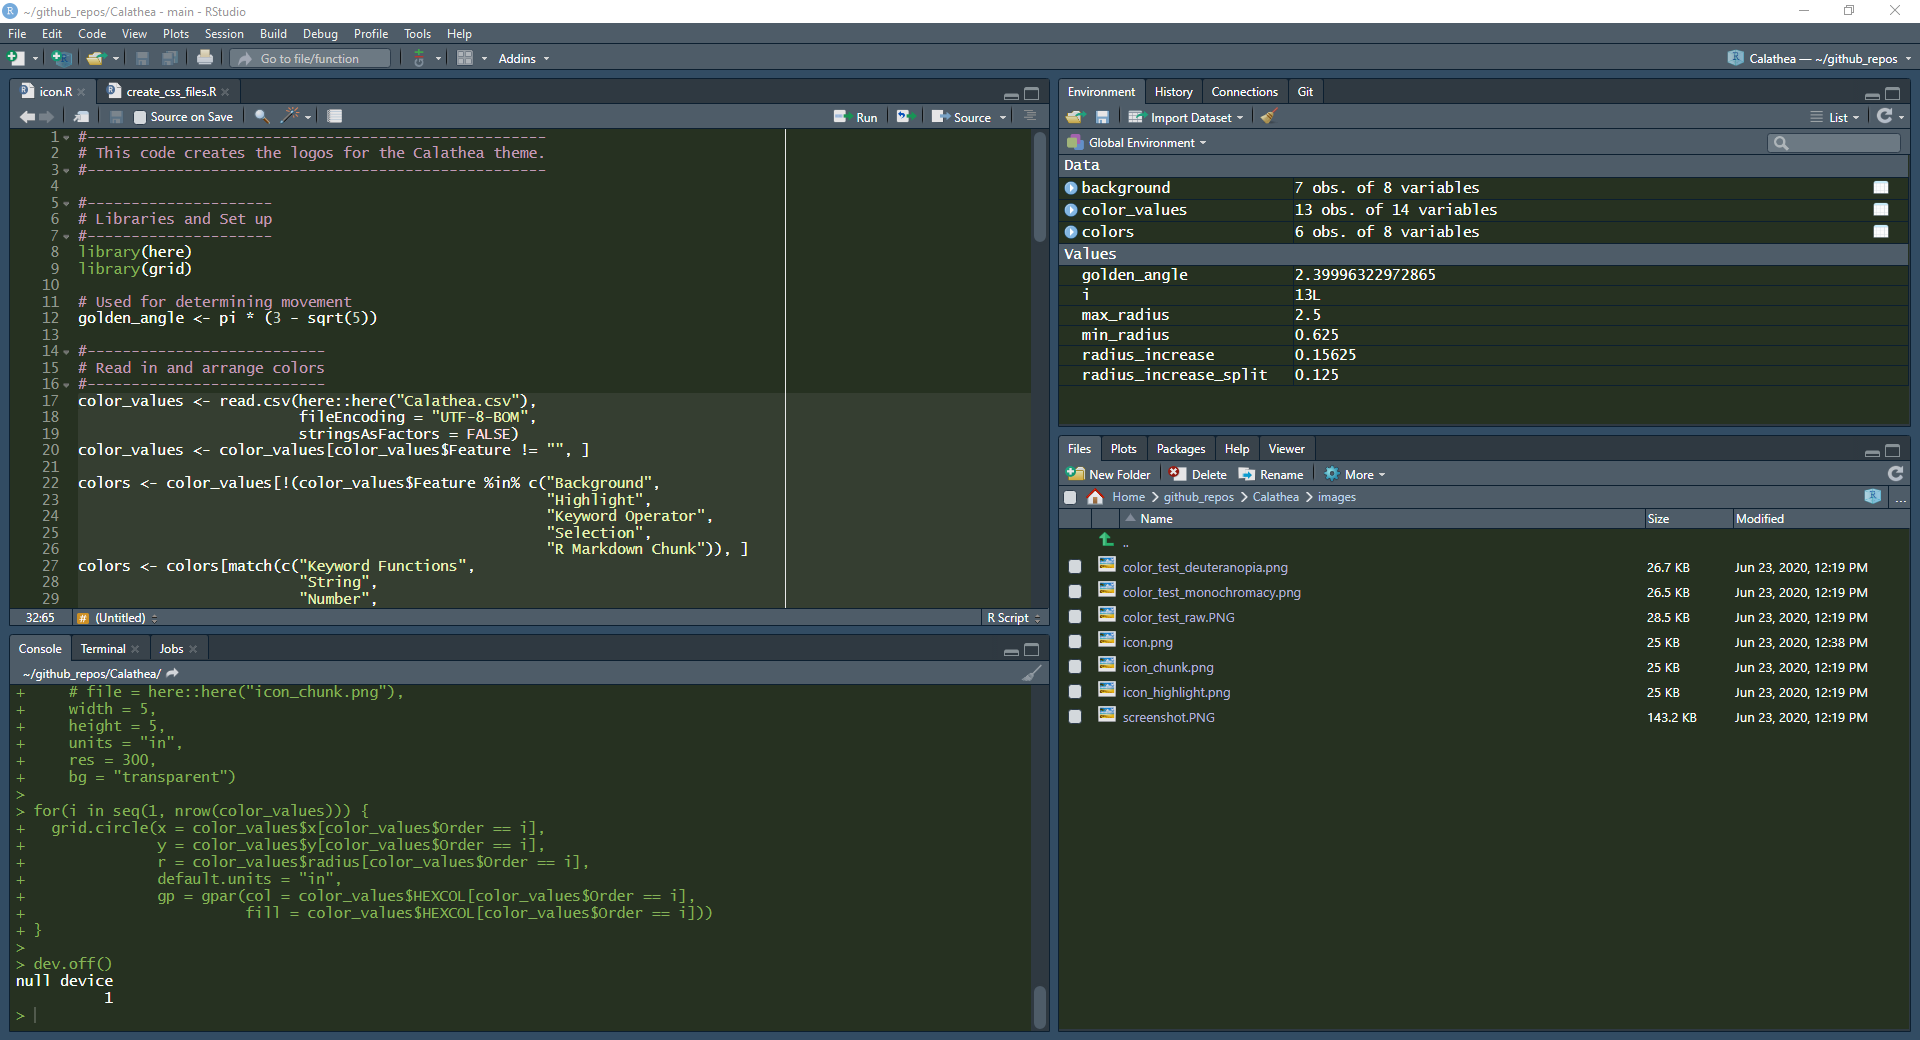 ~/github_repos/Calathea - main - RStudio
File Edit Code View Plots Session Build Debug Profile Tools Help
Go to file/function Addins Calathea — ~/github_repos
icon.R create_css_files.R
Source on Save Run Source
1 #----------------------------------------------------
2 # This code creates the logos for the Calathea theme.
3 #----------------------------------------------------
4
5 #---------------------
6 # Libraries and Set up
7 #---------------------
8 library(here)
9 library(grid)
10
11 # Used for determining movement
12 golden_angle <- pi * (3 - sqrt(5))
13
14 #---------------------------
15 # Read in and arrange colors
16 #---------------------------
17 color_values <- read.csv(here::here("Calathea.csv"),
18 fileEncoding = "UTF-8-BOM",
19 stringsAsFactors = FALSE)
20 color_values <- color_values[color_values$Feature != "", ]
21
22 colors <- color_values[!(color_values$Feature %in% c("Background",
23 "Highlight",
24 "Keyword Operator",
25 "Selection",
26 "R Markdown Chunk")), ]
27 colors <- colors[match(c("Keyword Functions",
28 "String",
29 "Number",
32:65 # (Untitled) R Script
Console Terminal Jobs
~/github_repos/Calathea/
+ # file = here::here("icon_chunk.png"),
+ width = 5,
+ height = 5,
+ units = "in",
+ res = 300,
+ bg = "transparent")
>
> for(i in seq(1, nrow(color_values))) {
+ grid.circle(x = color_values$x[color_values$Order == i],
+ y = color_values$y[color_values$Order == i],
+ r = color_values$radius[color_values$Order == i],
+ default.units = "in",
+ gp = gpar(col = color_values$HEXCOL[color_values$Order == i],
+ fill = color_values$HEXCOL[color_values$Order == i]))
+ }
>
> dev.off()
null device
1
>
Environment History Connections Git
Import Dataset List
Global Environment
Data
background 7 obs. of 8 variables
color_values 13 obs. of 14 variables
colors 6 obs. of 8 variables
Values
golden_angle 2.39996322972865
i 13L
max_radius 2.5
min_radius 0.625
radius_increase 0.15625
radius_increase_split 0.125
Files Plots Packages Help Viewer
New Folder Delete Rename More
Home > github_repos > Calathea > images ...
Name Size Modified
..
color_test_deuteranopia.png 26.7 KB Jun 23, 2020, 12:19 PM
color_test_monochromacy.png 26.5 KB Jun 23, 2020, 12:19 PM
color_test_raw.PNG 28.5 KB Jun 23, 2020, 12:19 PM
icon.png 25 KB Jun 23, 2020, 12:38 PM
icon_chunk.png 25 KB Jun 23, 2020, 12:19 PM
icon_highlight.png 25 KB Jun 23, 2020, 12:19 PM
screenshot.PNG 143.2 KB Jun 23, 2020, 12:19 PM